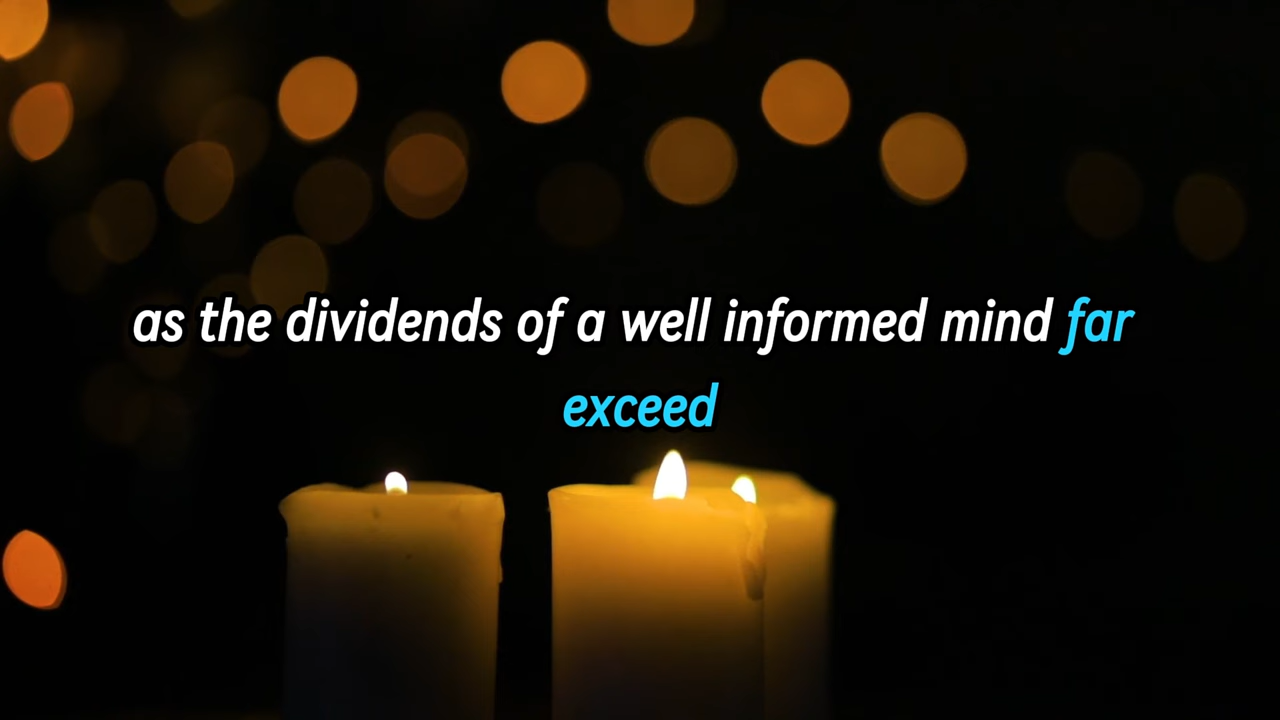 as the dividends of a well informed mind far
exceed